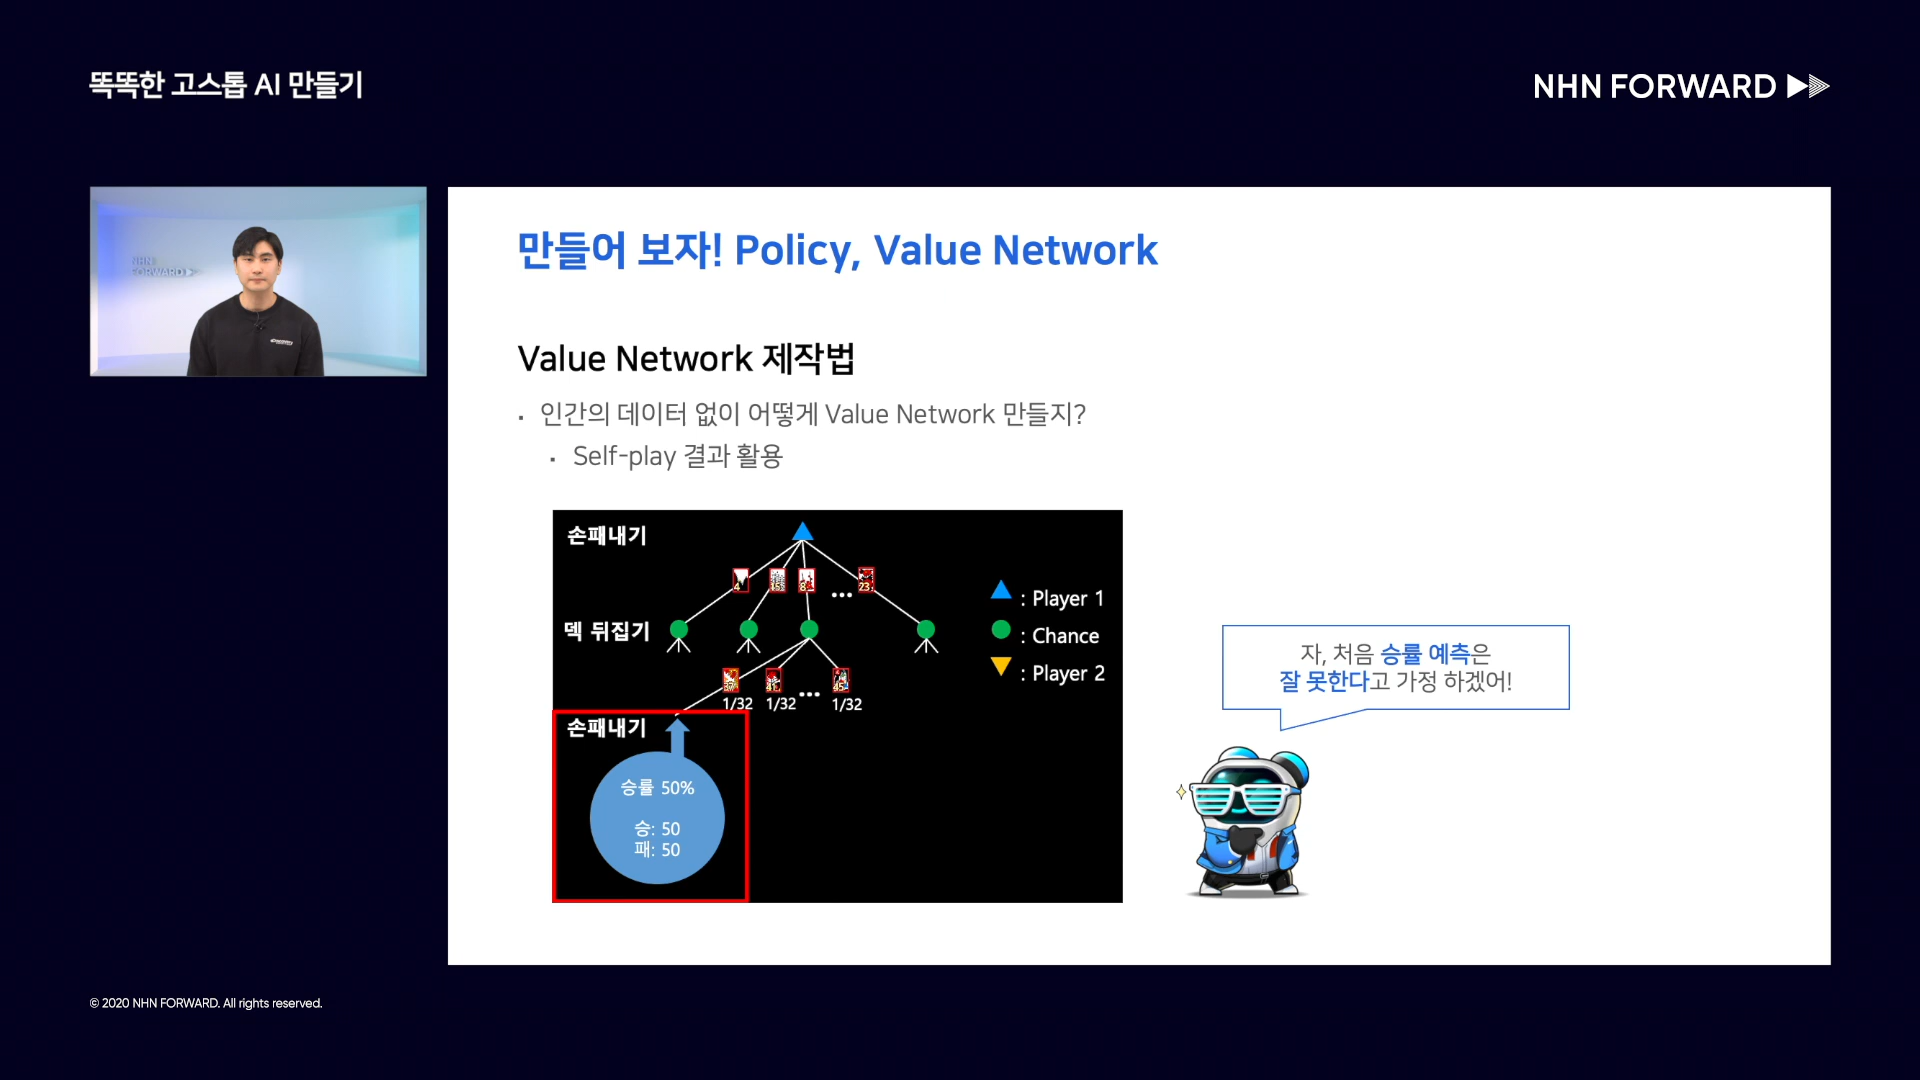 똑똑한 고스톱 AI 만들기
NHN FORWARD
NHN
FORWARD
만들어 보자! Policy, Value Network
Value Network 제작법
· 인간의 데이터 없이 어떻게 Value Network 만들지?
· Self-play 결과 활용
손패내기
4
8
...
23
: Player 1
덱 뒤집기
: Chance
: Player 2
...
1/32
1/32
1/32
손패내기
승률 50%
승: 50
패: 50
자, 처음 승률 예측은
잘 못한다고 가정 하겠어!
© 2020 NHN FORWARD. All rights reserved.